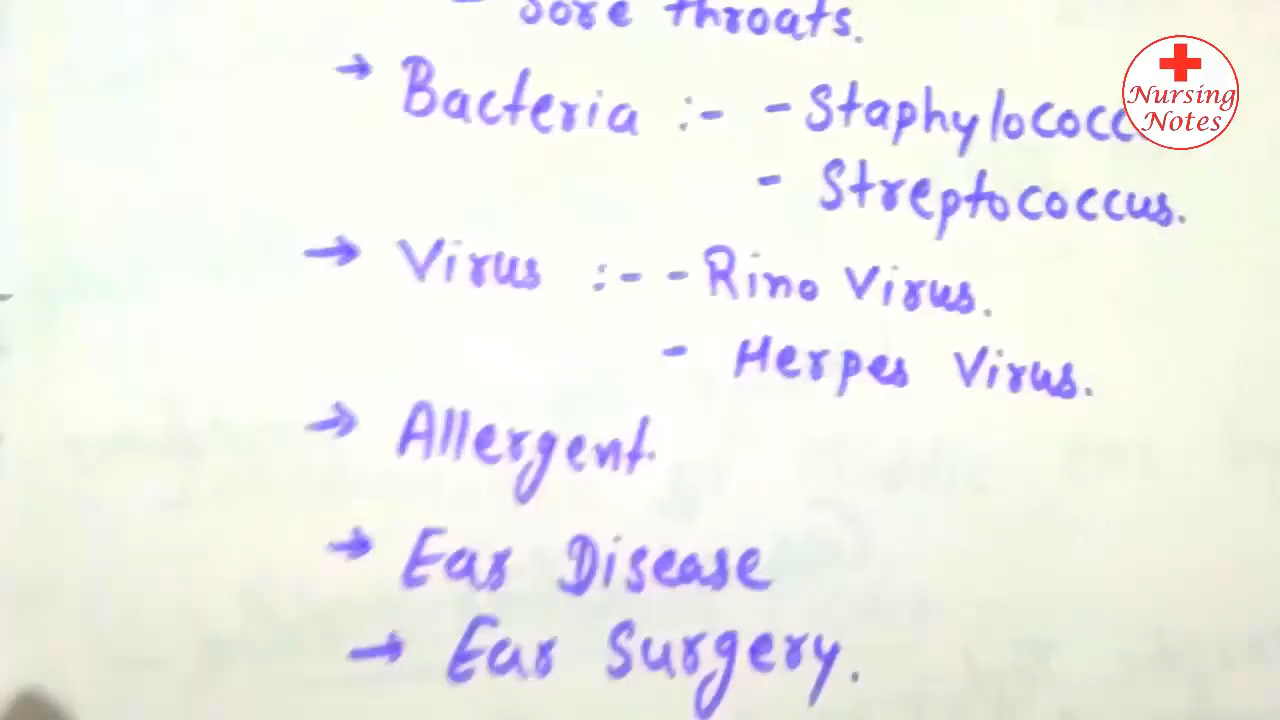 - Sore throats.
→ Bacteria :- - Staphylococc
- Streptococcus.
→ Virus :- - Rino Virus.
- Herpes Virus.
→ Allergent.
→ Ear Disease
→ Ear Surgery.
Nursing
Notes